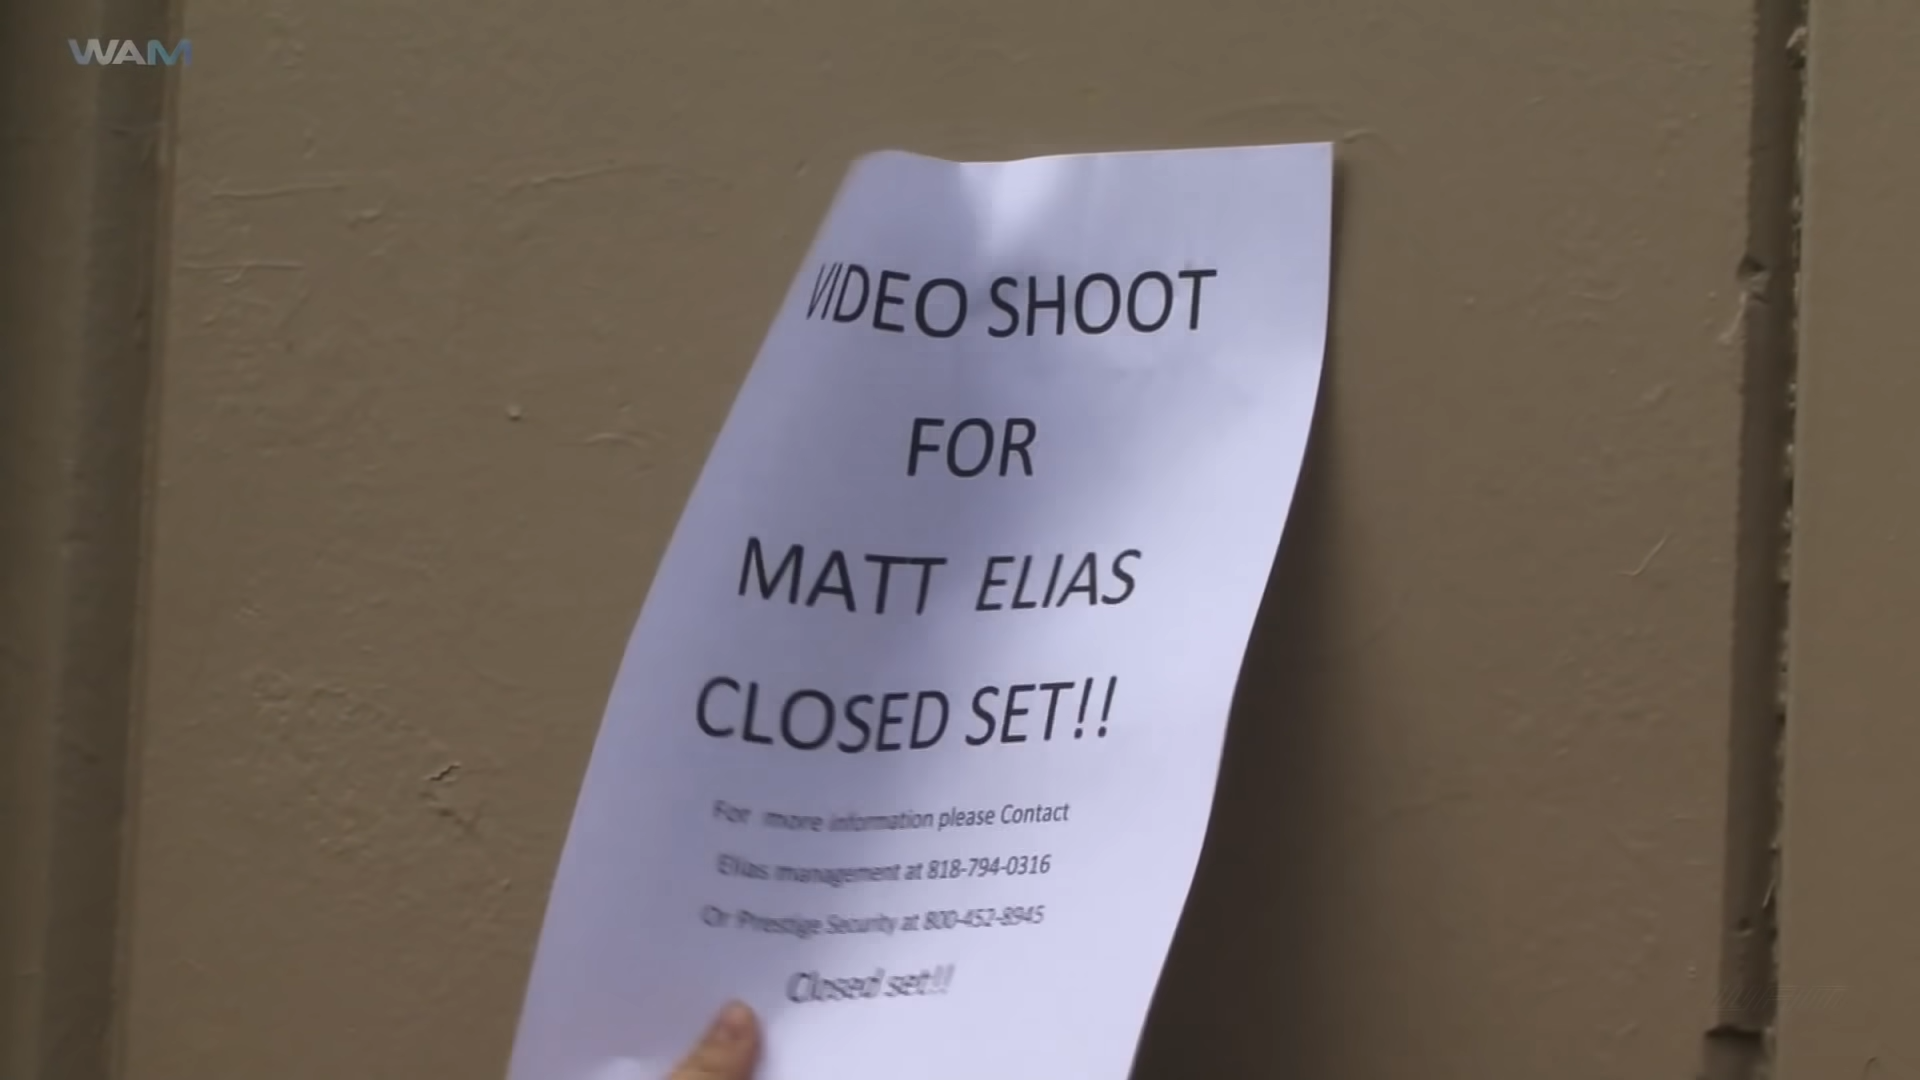 WAM
VIDEO SHOOT
FOR
MATT ELIAS
CLOSED SET!!
For more information please Contact
Elias management at 818-794-0316
Or Prestige Security at 800-452-8945
Closed set!!